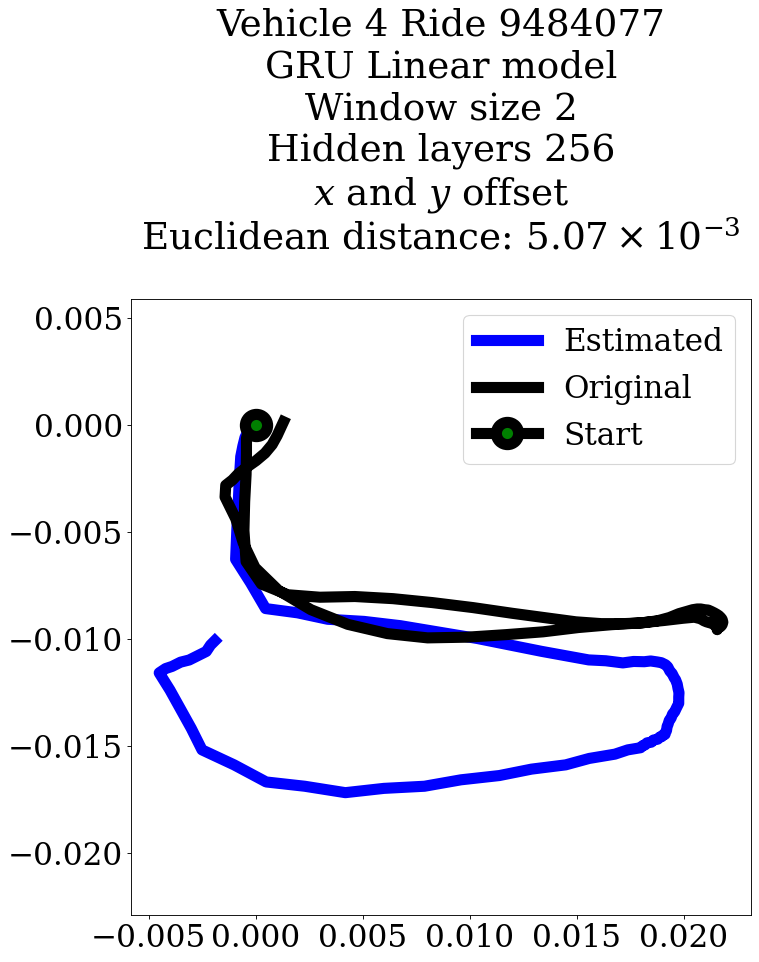 Vehicle 4 Ride 9484077
GRU Linear model
Window size 2
Hidden layers 256
x and y offset
Euclidean distance: 5.07 × 10⁻³
Estimated
Original
Start
0.005
0.000
−0.005
−0.010
−0.015
−0.020
−0.005 0.000 0.005 0.010 0.015 0.020